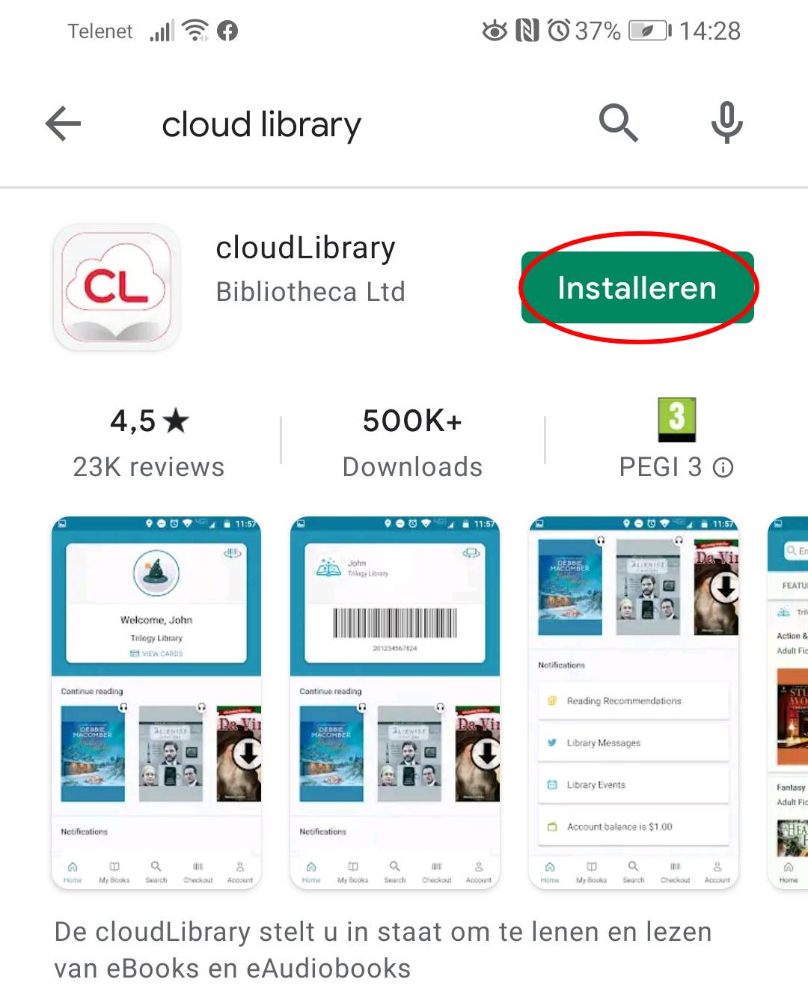 Telenet 37% 14:28
cloud library
CL
cloudLibrary
Bibliotheca Ltd
Installeren
4,5★
23K reviews
500K+
Downloads
3
PEGI 3
11:57
Welcome, John
Trilogy Library
VIEW CARDS
Continue reading
DEBBIE
MACOMBER
ALIENIST
Da Vin
Notifications
Home My Books Search Checkout Account
11:57
John
Trilogy Library
201234567824
Continue reading
DEBBIE
MACOMBER
ALIENIST
Da Vin
Notifications
Home My Books Search Checkout Account
11:57
DEBBIE
MACOMBER
ALIENIST
Da Vin
Notifications
Reading Recommendations
Library Messages
Library Events
Account balance is $1.00
Home My Books Search Checkout Account
En
FEATU
Tril
Action &
Adult Fic
STU
WO
Fantasy
Adult Fic
HEA
Home
De cloudLibrary stelt u in staat om te lenen en lezen
van eBooks en eAudiobooks